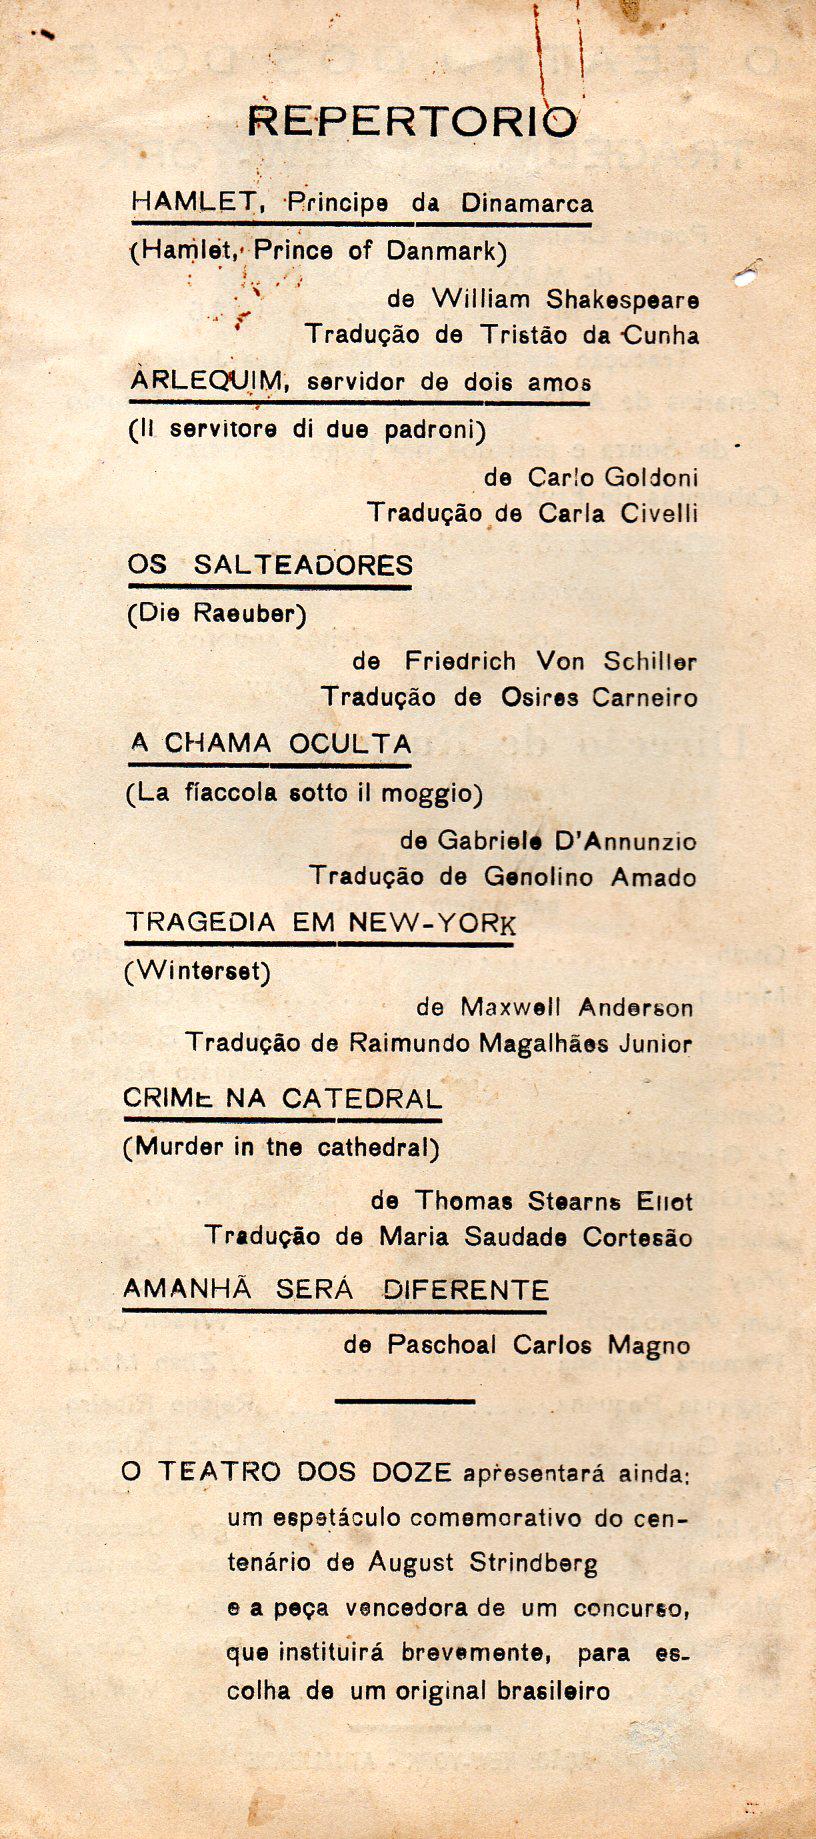 REPERTORIO
HAMLET, Principe da Dinamarca
(Hamlet, Prince of Danmark)
de William Shakespeare
Tradução de Tristão da Cunha
ARLEQUIM, servidor de dois amos
(Il servitore di due padroni)
de Carlo Goldoni
Tradução de Carla Civelli
OS SALTEADORES
(Die Raeuber)
de Friedrich Von Schiller
Tradução de Osires Carneiro
A CHAMA OCULTA
(La fíaccola sotto il moggio)
de Gabriele D'Annunzio
Tradução de Genolino Amado
TRAGEDIA EM NEW-YORK
(Winterset)
de Maxwell Anderson
Tradução de Raimundo Magalhães Junior
CRIME NA CATEDRAL
(Murder in tne cathedral)
de Thomas Stearns Eliot
Tradução de Maria Saudade Cortesão
AMANHÃ SERÁ DIFERENTE
de Paschoal Carlos Magno
O TEATRO DOS DOZE apresentará ainda:
um espetáculo comemorativo do cen-
tenário de August Strindberg
e a peça vencedora de um concurso,
que instituirá brevemente, para es-
colha de um original brasileiro